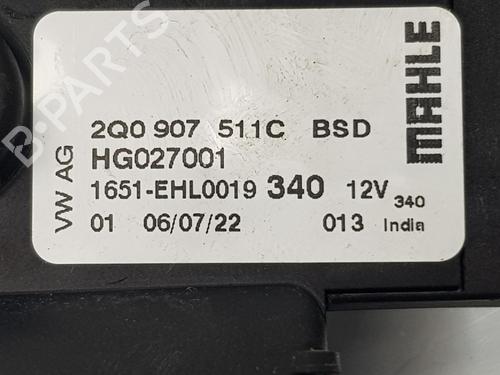 2Q0 907 511C BSD
HG027001
1651-EHL0019 340 12V 340
01 06/07/22 013 India
VW AG
MAHLE
B-PARTS